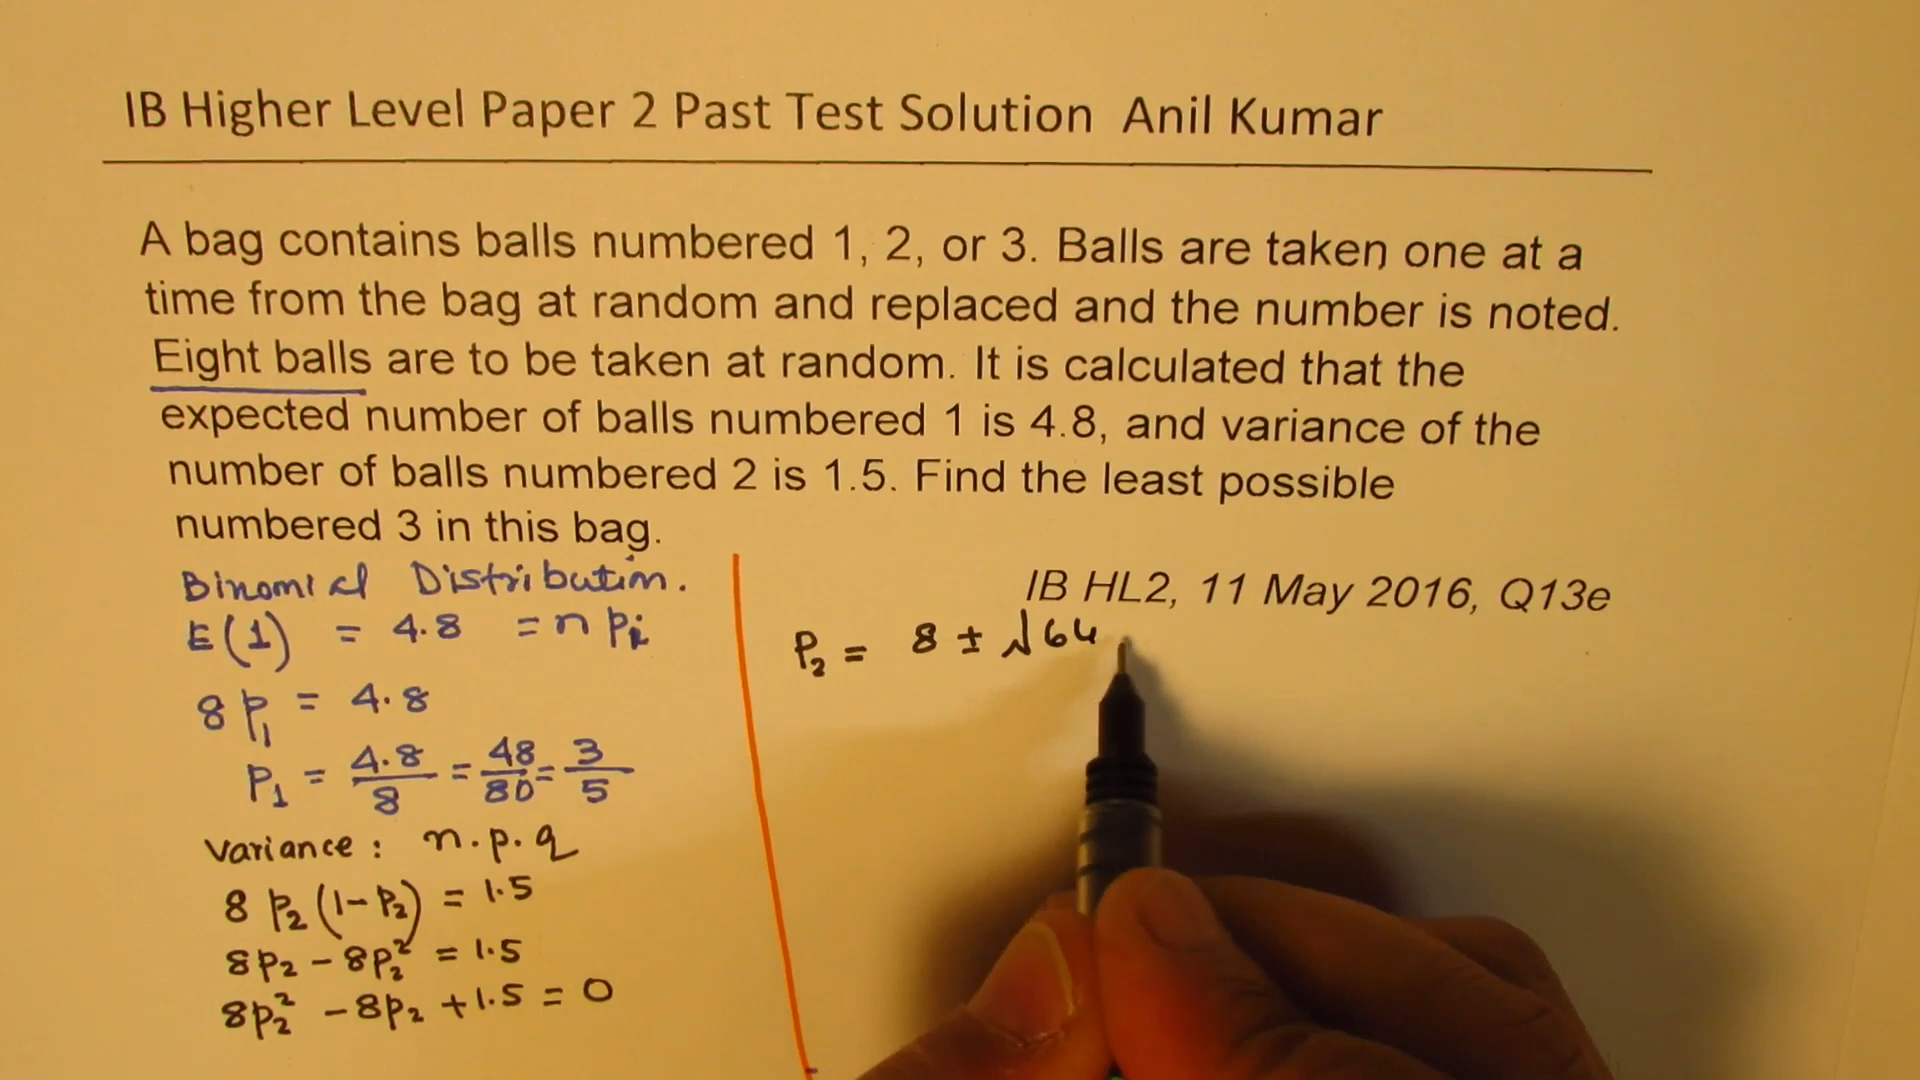 IB Higher Level Paper 2 Past Test Solution Anil Kumar
A bag contains balls numbered 1, 2, or 3. Balls are taken one at a
time from the bag at random and replaced and the number is noted.
Eight balls are to be taken at random. It is calculated that the
expected number of balls numbered 1 is 4.8, and variance of the
number of balls numbered 2 is 1.5. Find the least possible
numbered 3 in this bag.
IB HL2, 11 May 2016, Q13e
Binomial Distribution.
E(1) = 4.8 = n Pi
8 P₁ = 4.8
P₁ = 4.8/8 = 48/80 = 3/5
Variance : n.p.q
8 P₂ (1-P₂) = 1.5
8P₂ - 8P₂² = 1.5
8P₂² - 8P₂ + 1.5 = 0
P₂ = 8 ± √64